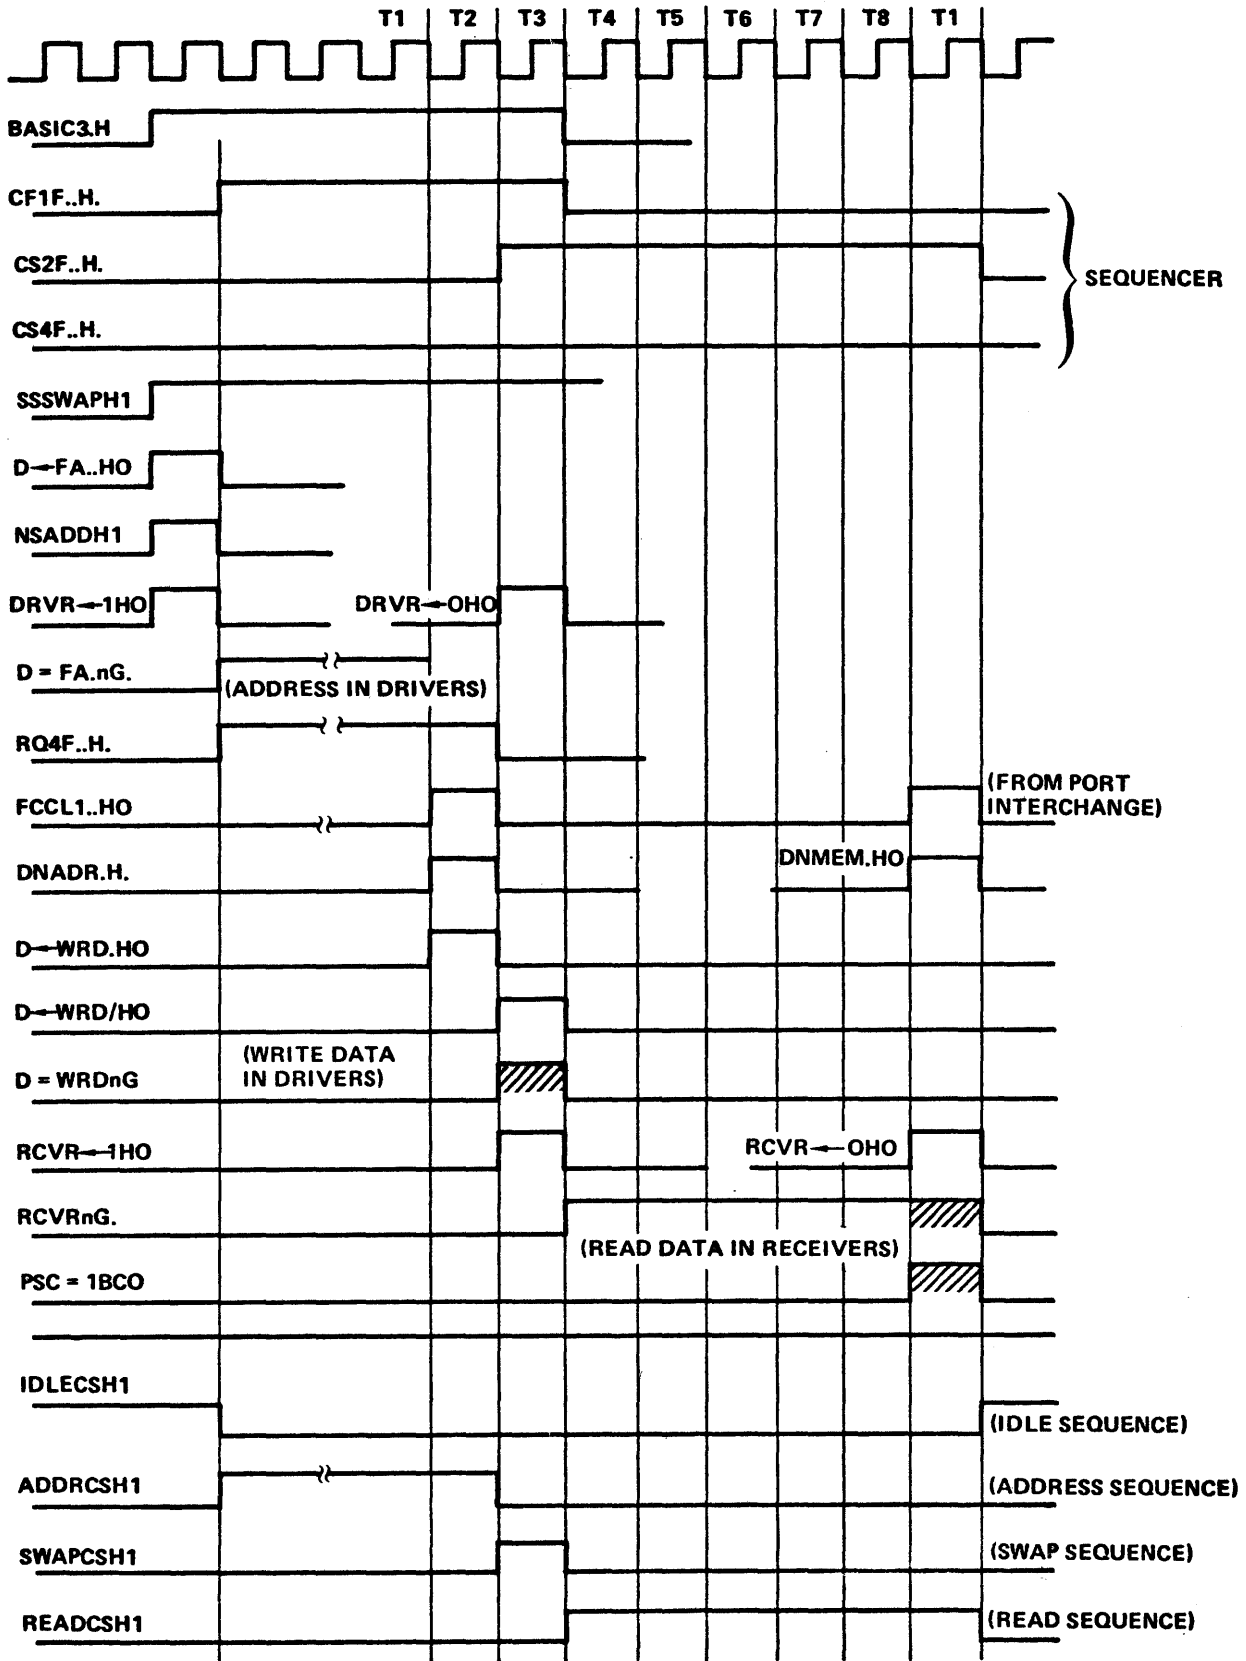 T1 T2 T3 T4 T5 T6 T7 T8 T1
BASIC3.H
CF1F..H.
CS2F..H.
SEQUENCER
CS4F..H.
SSSWAPH1
D←FA..HO
NSADDH1
DRVR←1HO DRVR←OHO
D = FA.nG. (ADDRESS IN DRIVERS)
RQ4F..H.
FCCL1..HO (FROM PORT
INTERCHANGE)
DNADR.H. DNMEM.HO
D←WRD.HO
D←WRD/HO
(WRITE DATA
D = WRDnG IN DRIVERS)
RCVR←1HO RCVR←OHO
RCVRnG.
(READ DATA IN RECEIVERS)
PSC = 1BCO
IDLECSH1
(IDLE SEQUENCE)
ADDRCSH1 (ADDRESS SEQUENCE)
SWAPCSH1 (SWAP SEQUENCE)
READCSH1 (READ SEQUENCE)